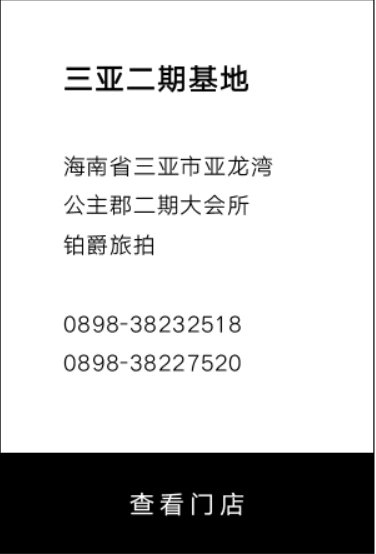 三亚二期基地
海南省三亚市亚龙湾
公主郡二期大会所
铂爵旅拍
0898-38232518
0898-38227520
查看门店